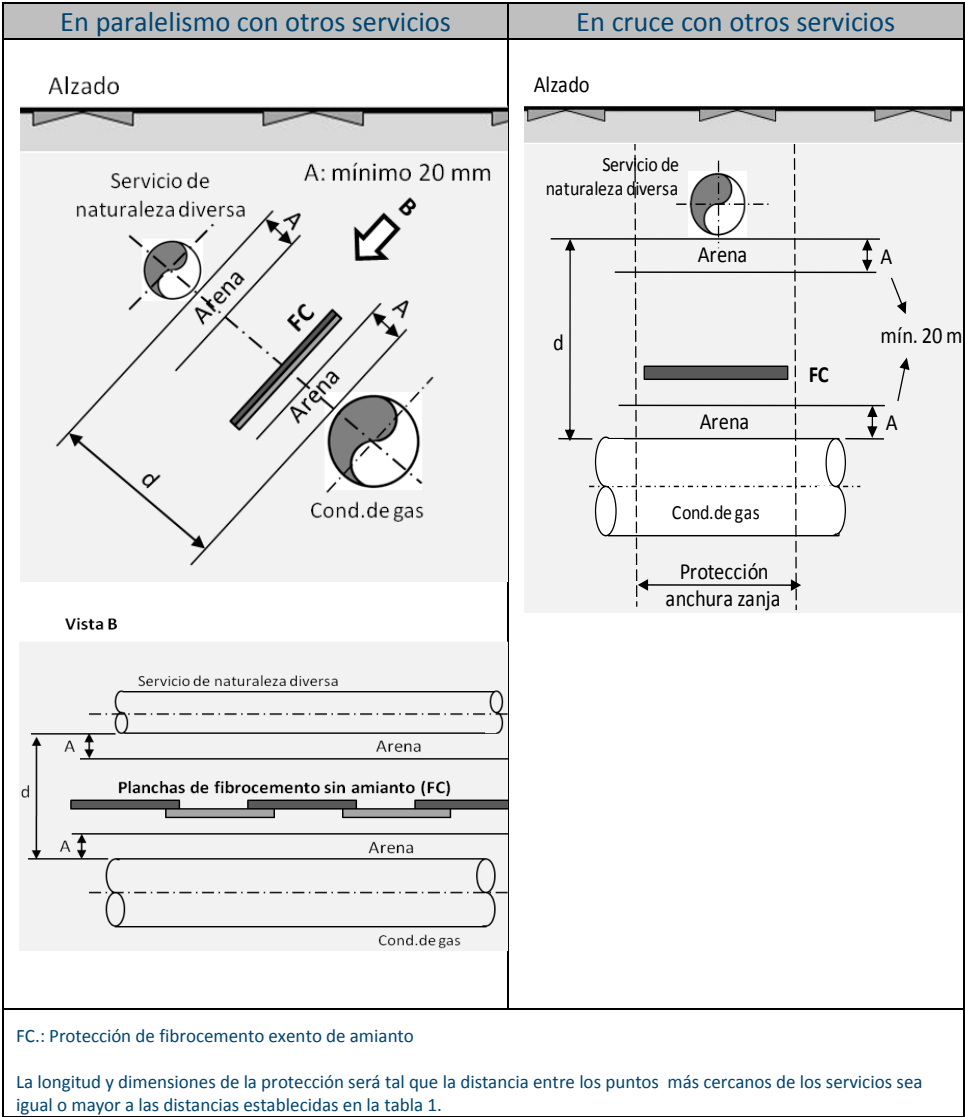 En paralelismo con otros servicios
En cruce con otros servicios
Alzado
A: mínimo 20 mm
Servicio de
naturaleza diversa
B
A
Arena
FC
A
Arena
d
Cond.de gas
Vista B
Servicio de naturaleza diversa
A
Arena
d
Planchas de fibrocemento sin amianto (FC)
A
Arena
Cond.de gas
Alzado
Servicio de
naturaleza diversa
Arena
A
d
mín. 20 m
FC
Arena
A
Cond.de gas
Protección
anchura zanja
FC.: Protección de fibrocemento exento de amianto
La longitud y dimensiones de la protección será tal que la distancia entre los puntos más cercanos de los servicios sea
igual o mayor a las distancias establecidas en la tabla 1.